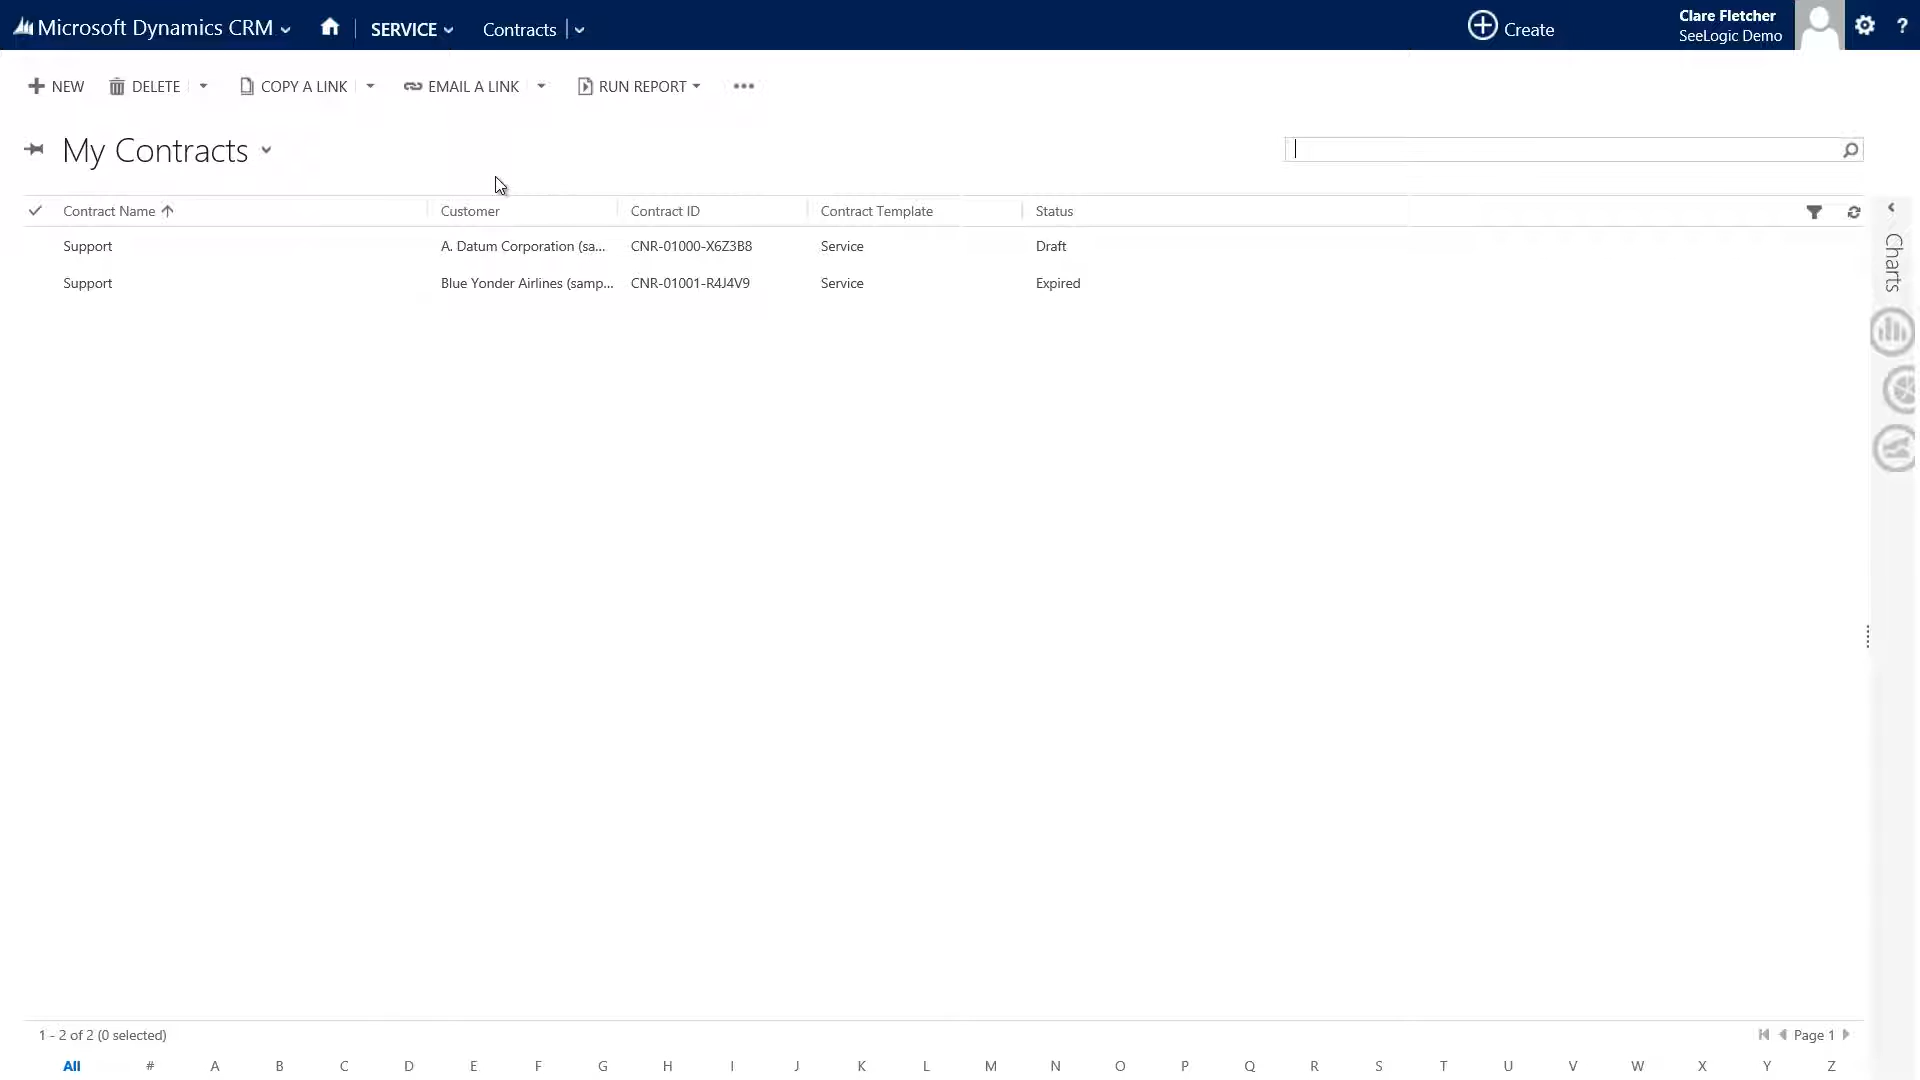 Microsoft Dynamics CRM SERVICE Contracts Create Clare Fletcher
SeeLogic Demo ?
NEW DELETE COPY A LINK EMAIL A LINK RUN REPORT •••
My Contracts
Contract Name Customer Contract ID Contract Template Status
Support A. Datum Corporation (sa... CNR-01000-X6Z3B8 Service Draft
Support Blue Yonder Airlines (samp... CNR-01001-R4J4V9 Service Expired
Charts
1 - 2 of 2 (0 selected) Page 1
All # A B C D E F G H I J K L M N O P Q R S T U V W X Y Z